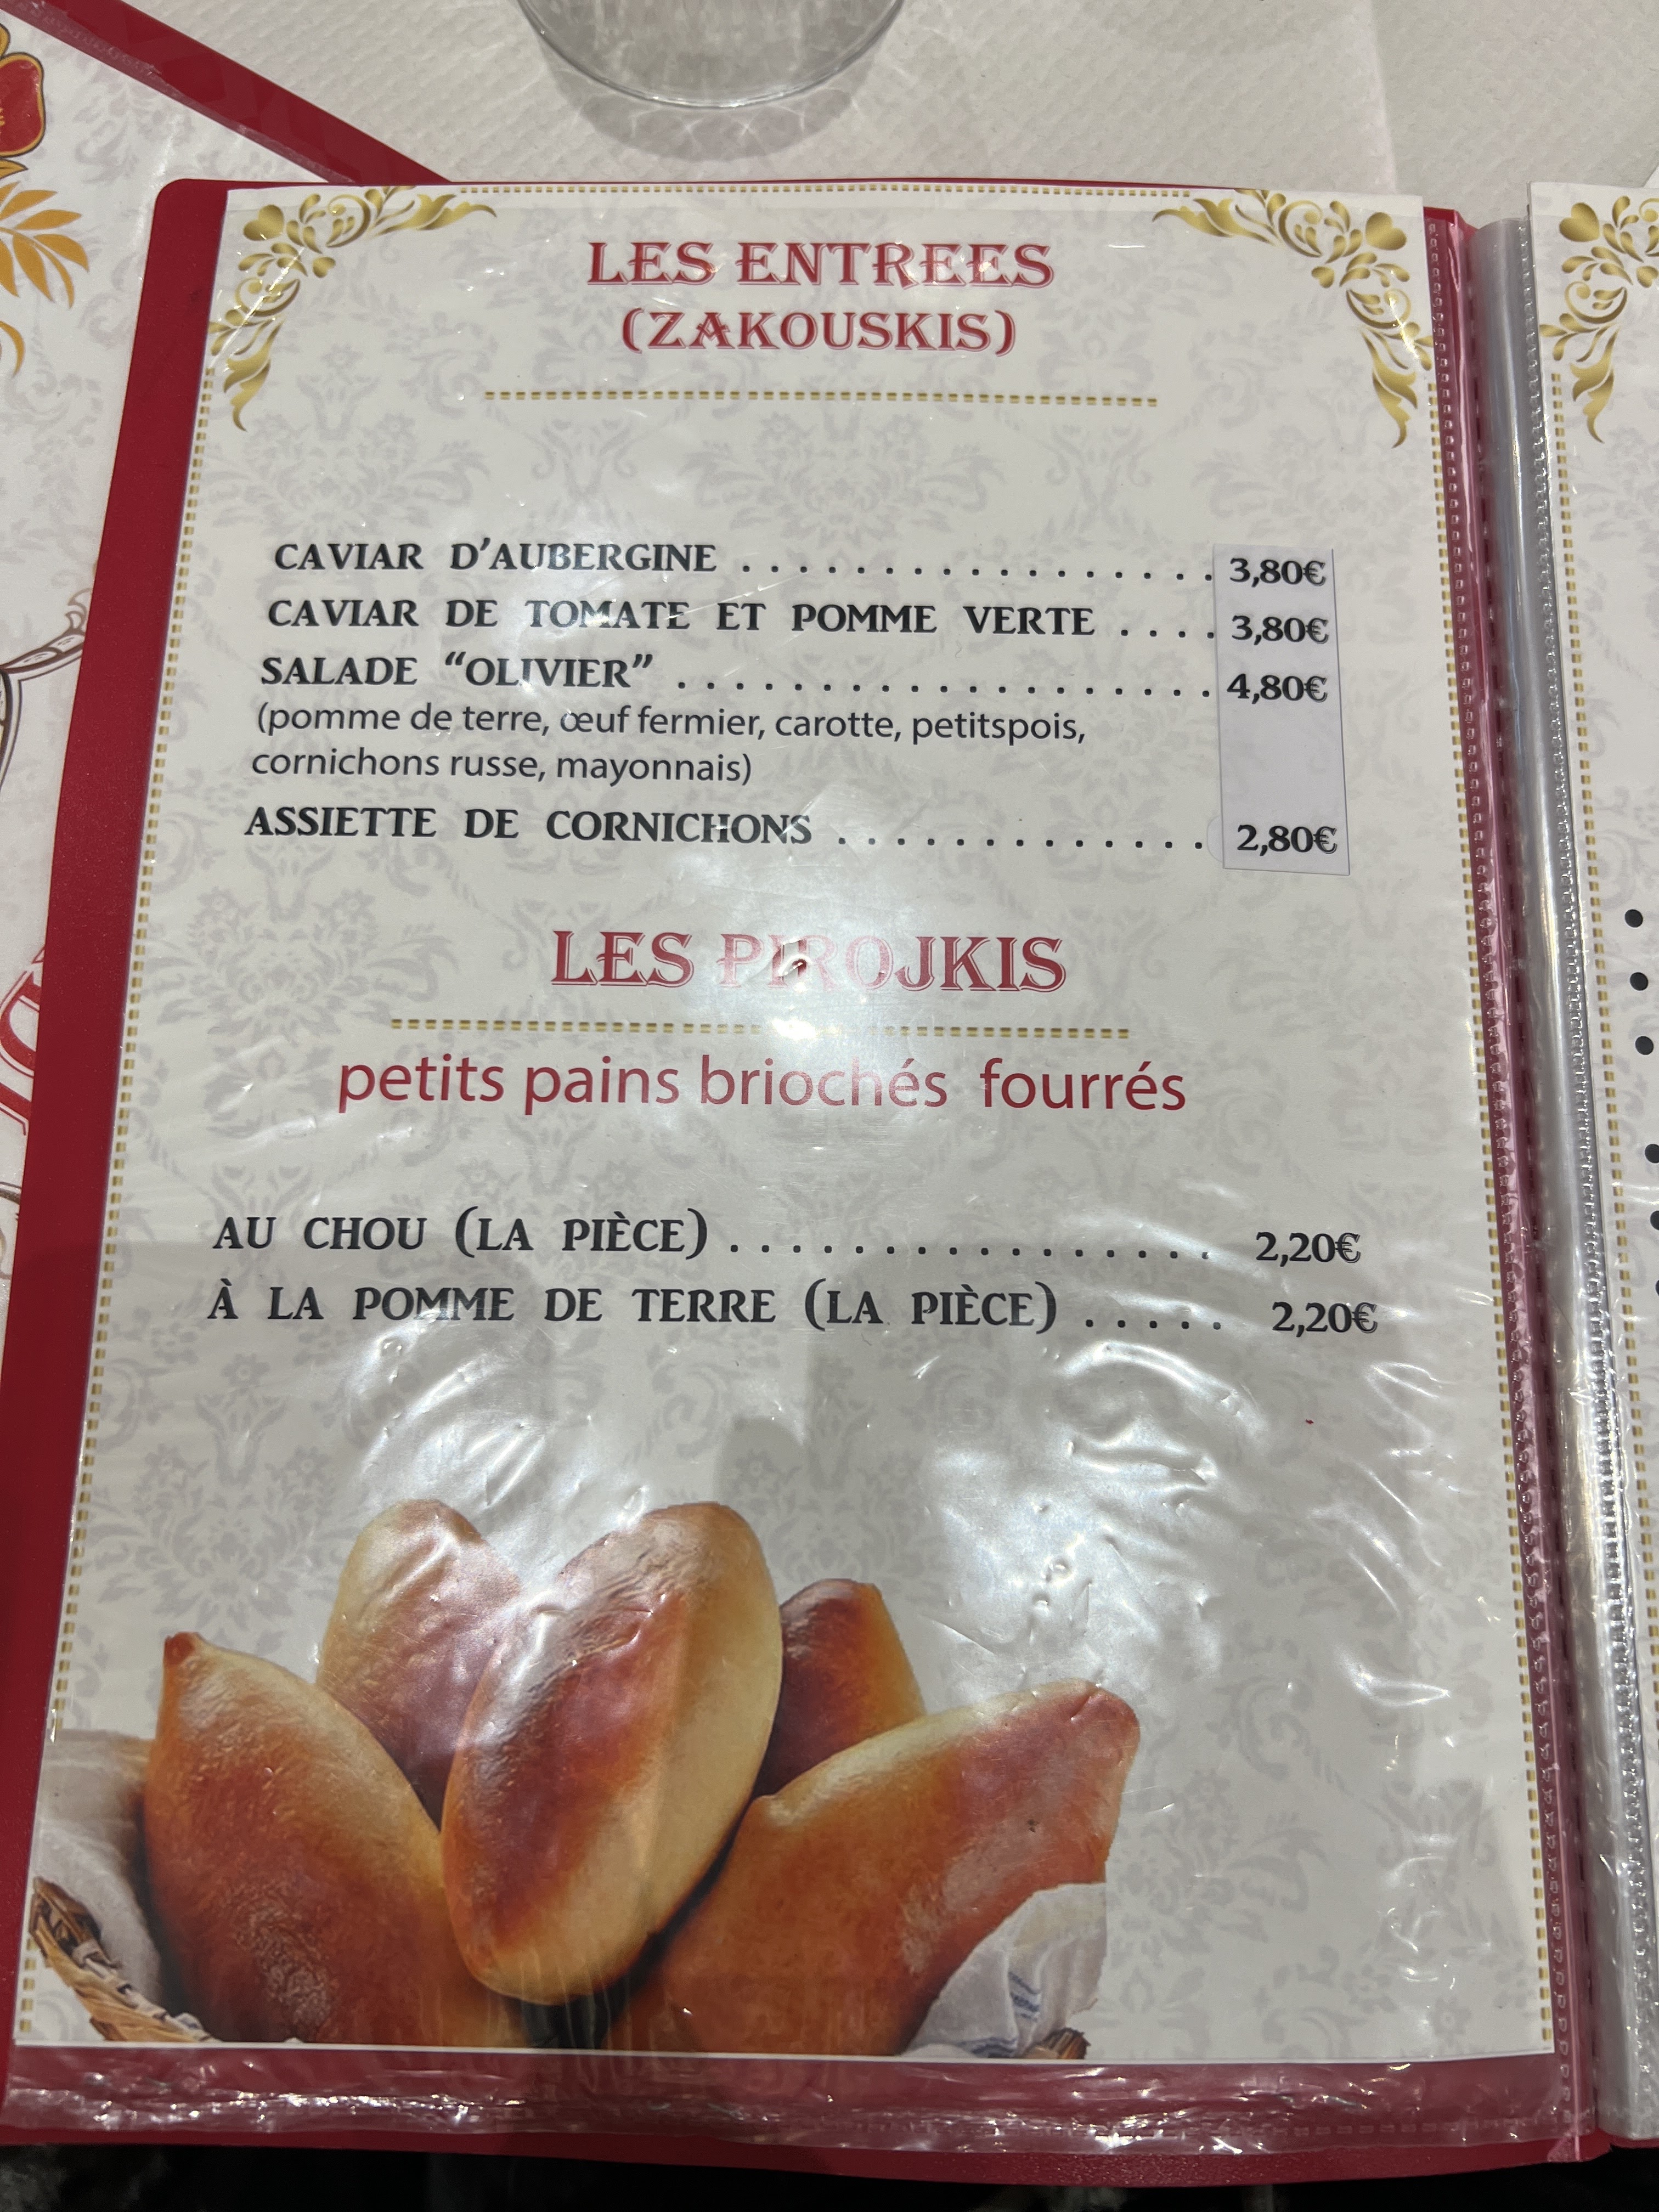 LES ENTREES
(ZAKOUSKIS)
CAVIAR D'AUBERGINE . . . . . . . . . . . . . . . . . 3,80€
CAVIAR DE TOMATE ET POMME VERTE . . . . 3,80€
SALADE “OLIVIER” . . . . . . . . . . . . . . . . . . . 4,80€
(pomme de terre, œuf fermier, carotte, petitspois,
cornichons russe, mayonnais)
ASSIETTE DE CORNICHONS . . . . . . . . . . . . . 2,80€
LES PIROJKIS
petits pains briochés fourrés
AU CHOU (LA PIÈCE) . . . . . . . . . . . . . . . . 2,20€
À LA POMME DE TERRE (LA PIÈCE) . . . . . 2,20€